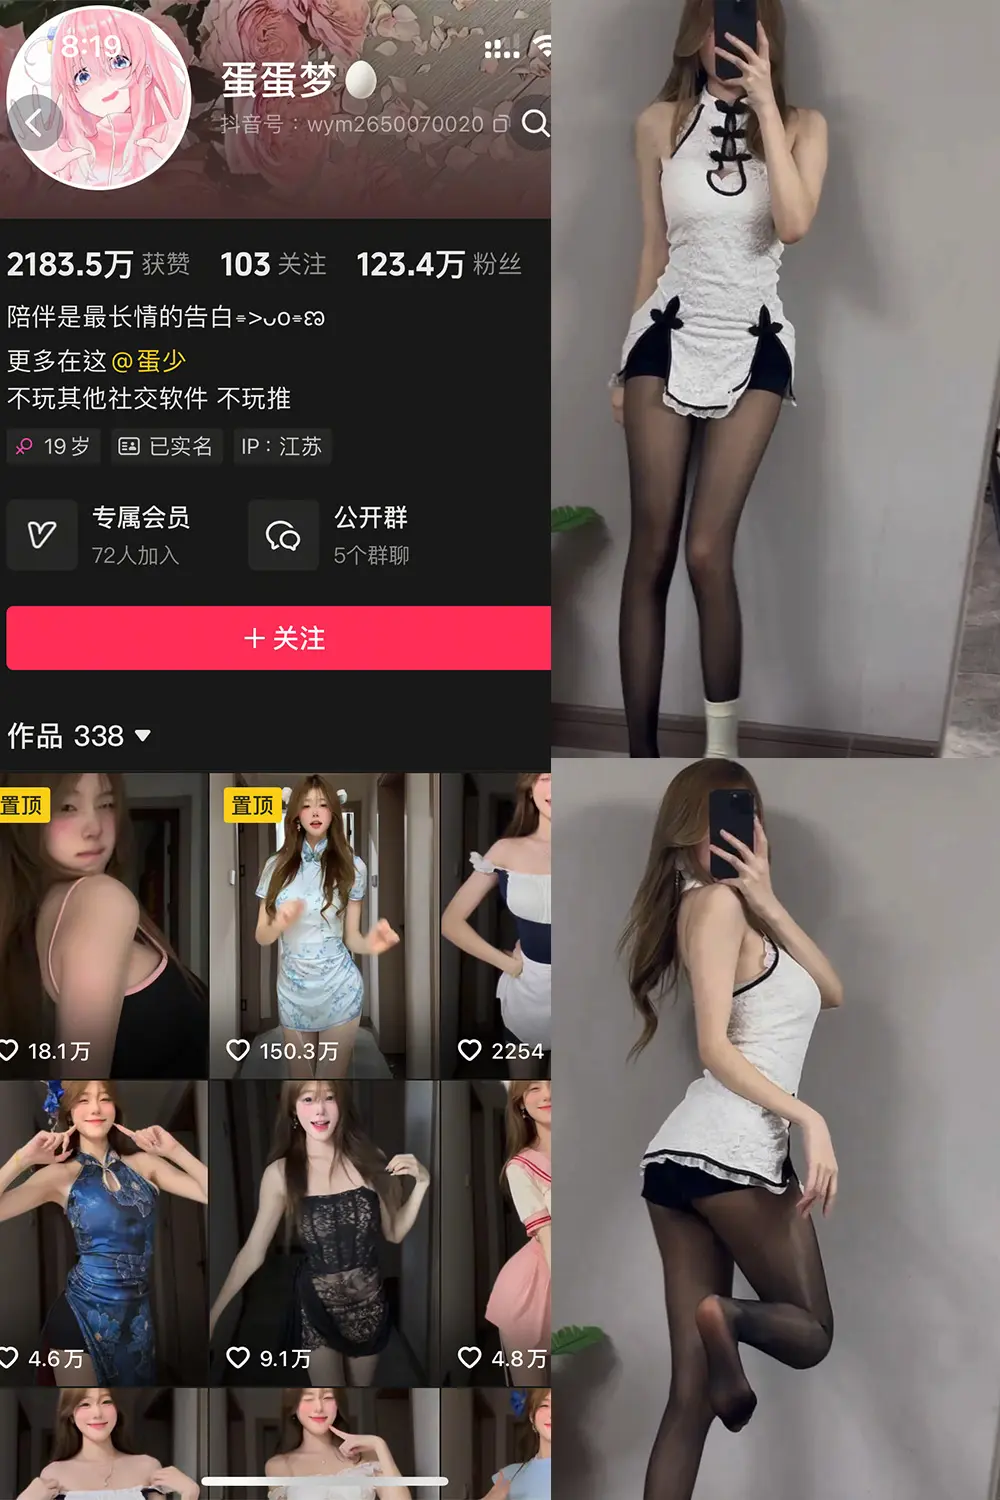 8:19
蛋蛋梦
抖音号：wym2650070020
2183.5万 获赞 103 关注 123.4万 粉丝
陪伴是最长情的告白
更多在这@蛋少
不玩其他社交软件 不玩推
19岁 已实名 IP：江苏
专属会员 公开群
72人加入 5个群聊
＋关注
作品 338
置顶 置顶
18.1万 150.3万 2254
4.6万 9.1万 4.8万